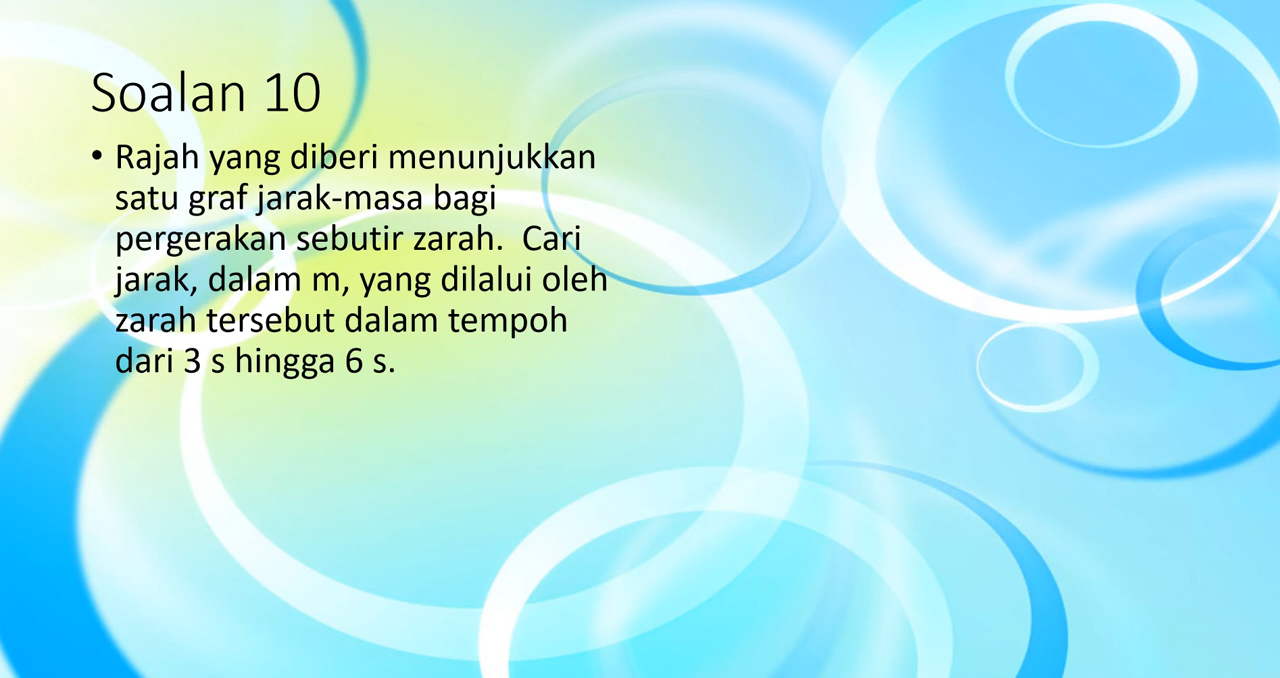 Soalan 10
• Rajah yang diberi menunjukkan
satu graf jarak-masa bagi
pergerakan sebutir zarah.  Cari
jarak, dalam m, yang dilalui oleh
zarah tersebut dalam tempoh
dari 3 s hingga 6 s.